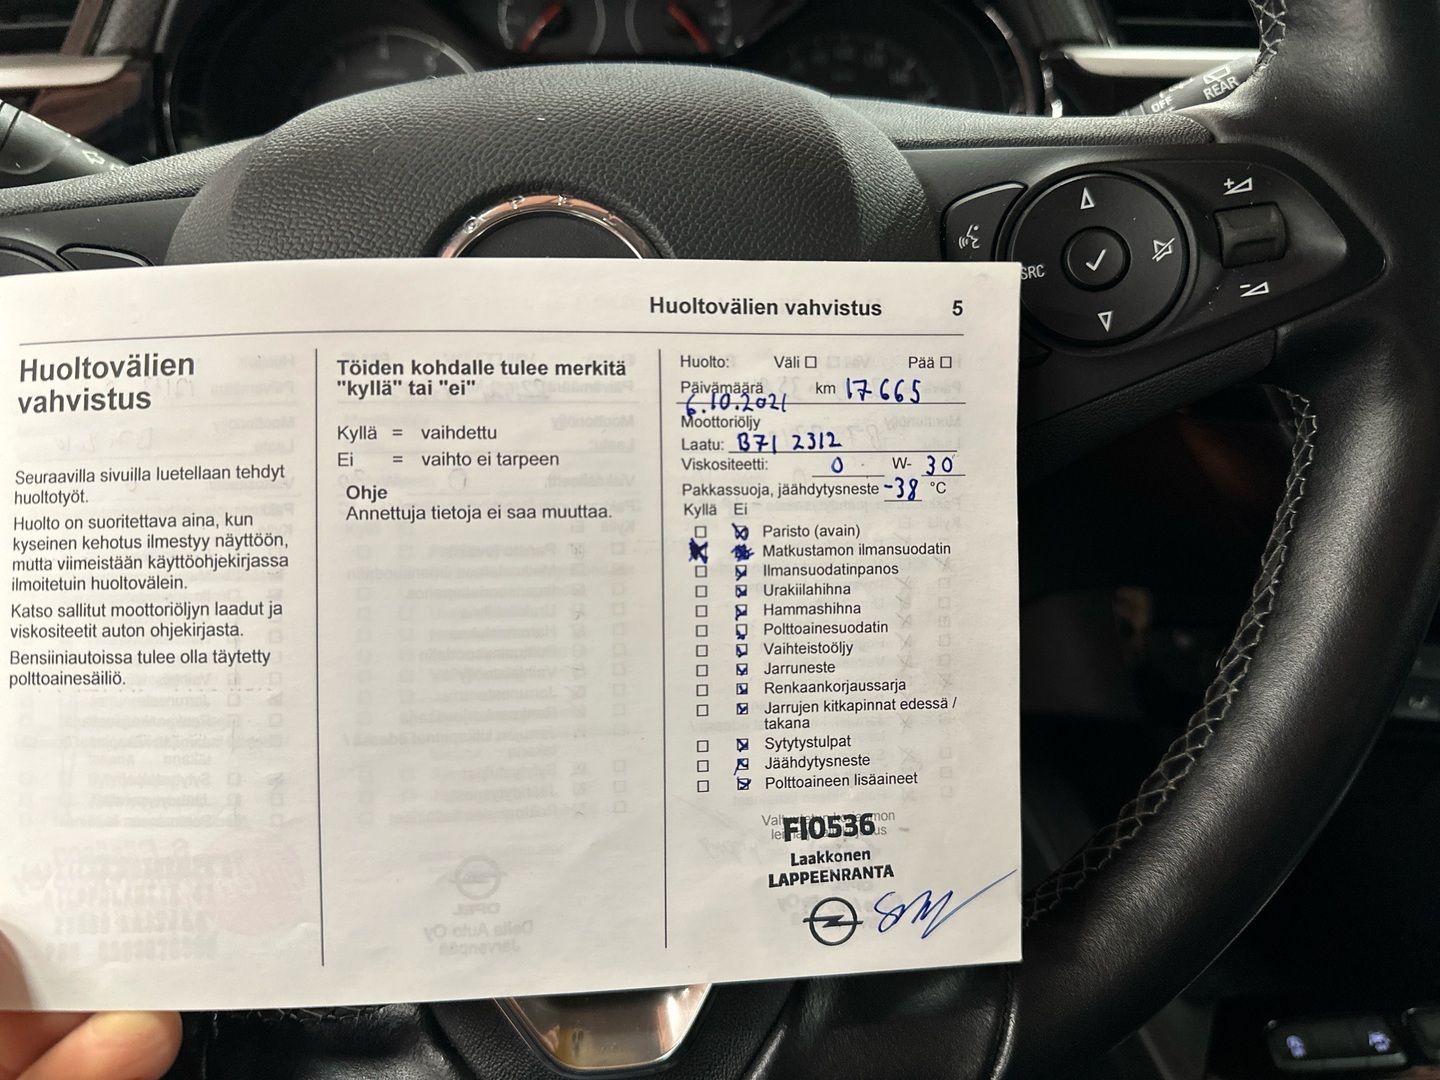 OFF
REAR
OPEL
SRC
Huoltovälien vahvistus 5
Huoltovälien
vahvistus
Seuraavilla sivuilla luetellaan tehdyt
huoltotyöt.
Huolto on suoritettava aina, kun
kyseinen kehotus ilmestyy näyttöön,
mutta viimeistään käyttöohjekirjassa
ilmoitetuin huoltovälein.
Katso sallitut moottoriöljyn laadut ja
viskositeetit auton ohjekirjasta.
Bensiiniautoissa tulee olla täytetty
polttoainesäiliö.
Töiden kohdalle tulee merkitä
"kyllä" tai "ei"
Kyllä = vaihdettu
Ei = vaihto ei tarpeen
Ohje
Annettuja tietoja ei saa muuttaa.
Huolto: Väli ☐ Pää ☐
Päivämäärä km 17665
6.10.2021
Moottoriöljy
Laatu: B71 2312
Viskositeetti: 0 W- 30
Pakkassuoja, jäähdytysneste -38 °C
Kyllä Ei
Paristo (avain)
Matkustamon ilmansuodatin
Ilmansuodatinpanos
Urakiilahihna
Hammashihna
Polttoainesuodatin
Vaihteistoöljy
Jarruneste
Renkaankorjaussarja
Jarrujen kitkapinnat edessä /
takana
Sytytystulpat
Jäähdytysneste
Polttoaineen lisäaineet
FI0536
Laakkonen
LAPPEENRANTA